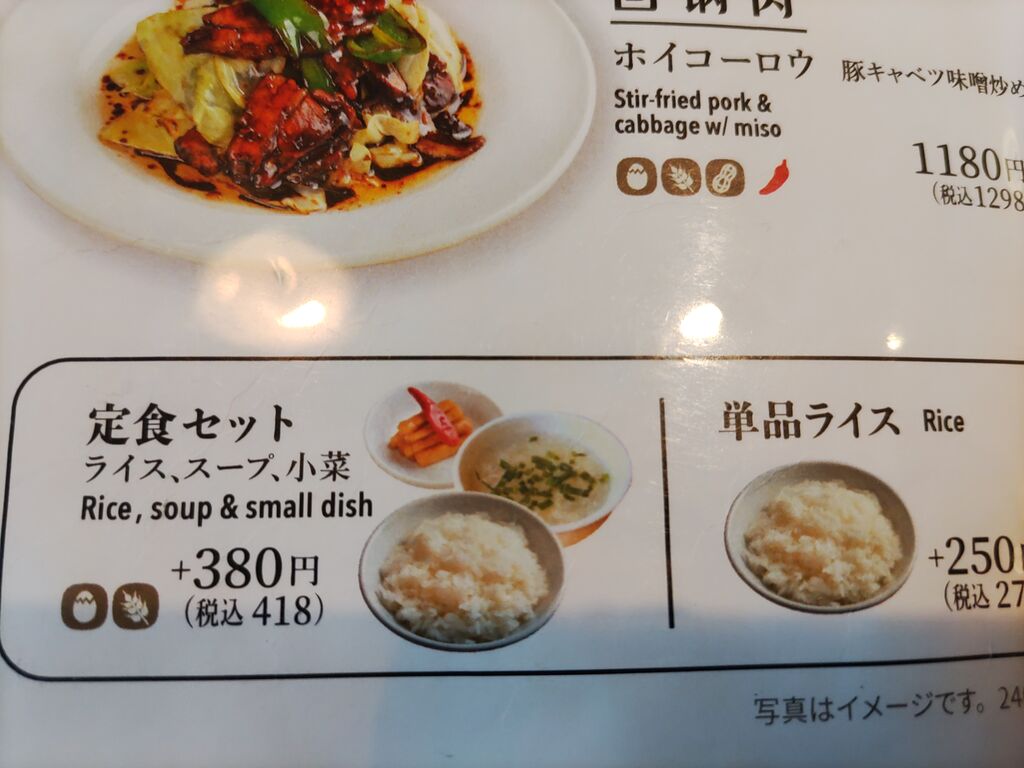 ホイコーロウ
豚キャベツ味噌炒め
Stir-fried pork &
cabbage w/ miso
1180円
(税込1298
定食セット
ライス、スープ、小菜
Rice, soup & small dish
+380円
(税込 418)
単品ライス Rice
+250
(税込 27
写真はイメージです。24